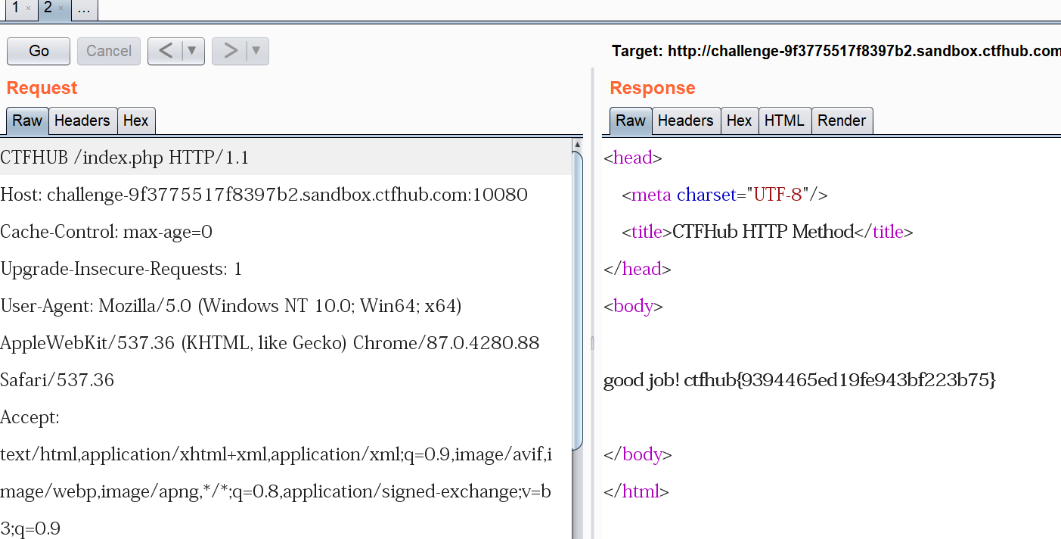 1 × 2 × ...
Go Cancel < ▼ > ▼
Target: http://challenge-9f3775517f8397b2.sandbox.ctfhub.com
Request
Raw Headers Hex
CTFHUB /index.php HTTP/1.1
Host: challenge-9f3775517f8397b2.sandbox.ctfhub.com:10080
Cache-Control: max-age=0
Upgrade-Insecure-Requests: 1
User-Agent: Mozilla/5.0 (Windows NT 10.0; Win64; x64)
AppleWebKit/537.36 (KHTML, like Gecko) Chrome/87.0.4280.88
Safari/537.36
Accept:
text/html,application/xhtml+xml,application/xml;q=0.9,image/avif,i
mage/webp,image/apng,*/*;q=0.8,application/signed-exchange;v=b
3;q=0.9
Response
Raw Headers Hex HTML Render
<head>
<meta charset="UTF-8"/>
<title>CTFHub HTTP Method</title>
</head>
<body>
good job! ctfhub{9394465ed19fe943bf223b75}
</body>
</html>